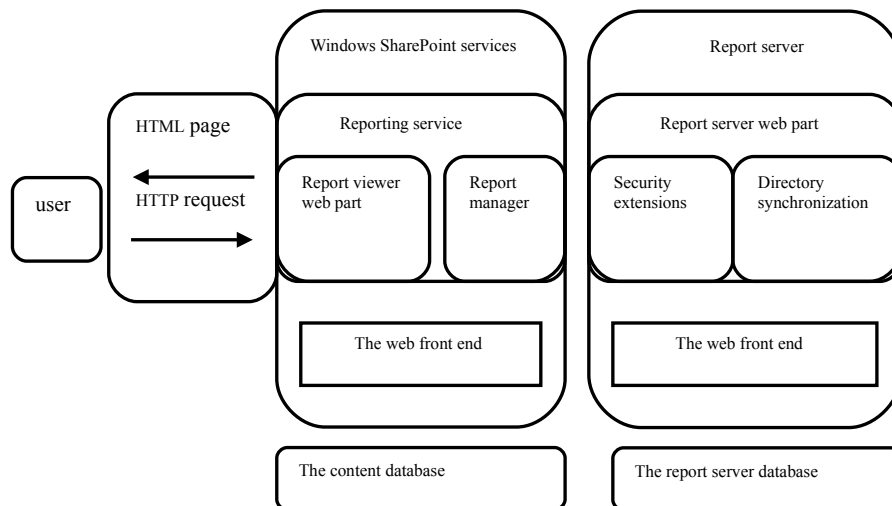 Windows SharePoint services
Report server
HTML page
Reporting service
Report server web part
user
HTTP request
Report viewer
web part
Report
manager
Security
extensions
Directory
synchronization
The web front end
The web front end
The content database
The report server database